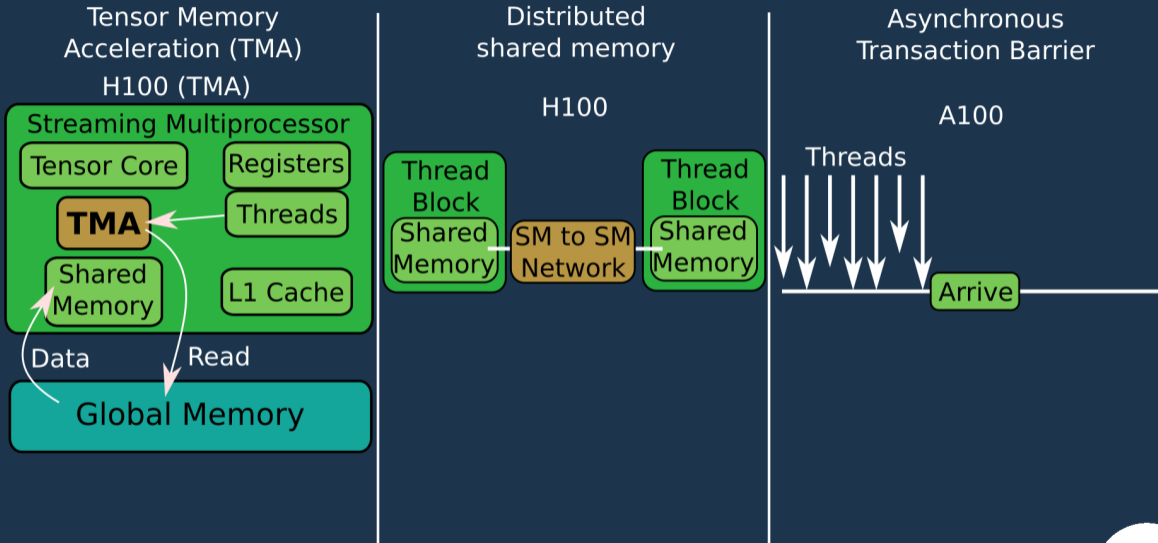 Tensor Memory
Acceleration (TMA)
H100 (TMA)
Streaming Multiprocessor
Tensor Core
Registers
TMA
Threads
Shared
Memory
L1 Cache
Data
Read
Global Memory
Distributed
shared memory
H100
Thread
Block
Shared
Memory
SM to SM
Network
Thread
Block
Shared
Memory
Asynchronous
Transaction Barrier
A100
Threads
Arrive